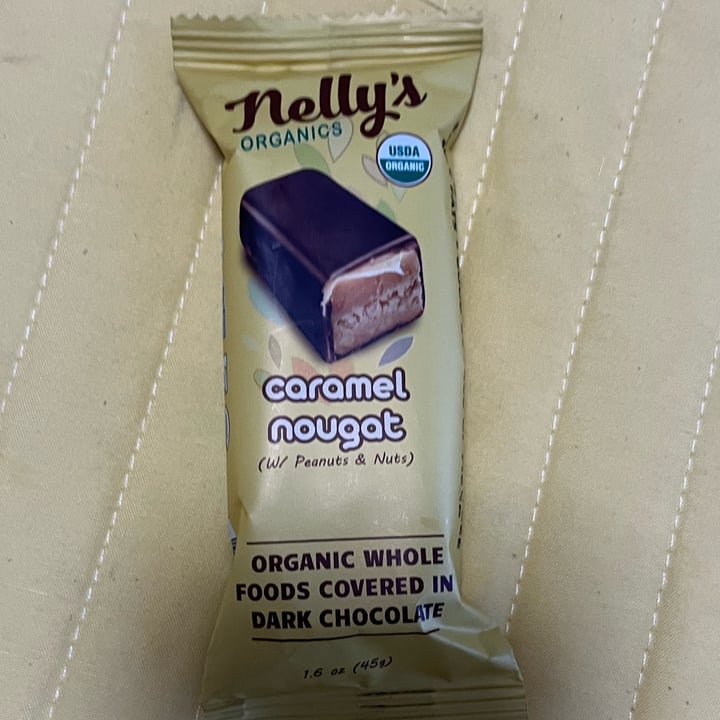 nelly's
ORGANICS
USDA
ORGANIC
caramel
nougat
(W/ Peanuts & Nuts)
ORGANIC WHOLE
FOODS COVERED IN
DARK CHOCOLATE
1.6 oz (45g)